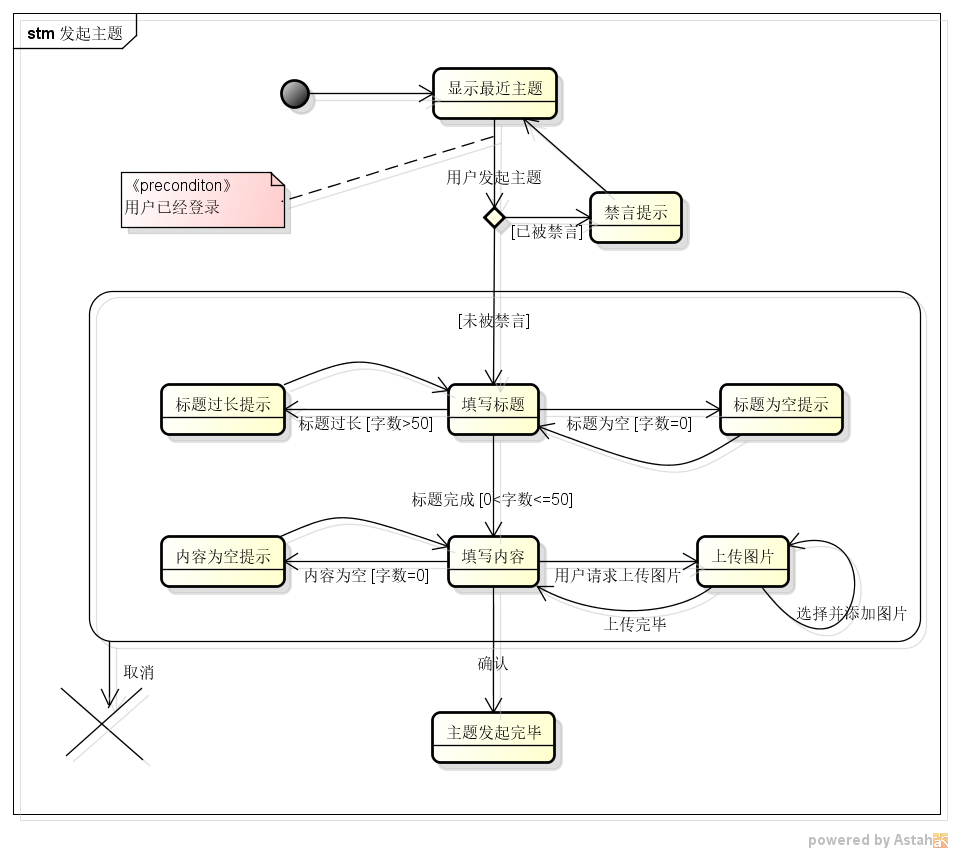 stm 发起主题
显示最近主题
《preconditon》
用户已经登录
用户发起主题
禁言提示
[已被禁言]
[未被禁言]
标题过长提示
填写标题
标题为空提示
标题过长 [字数>50]
标题为空 [字数=0]
标题完成 [0<字数<=50]
内容为空提示
填写内容
上传图片
内容为空 [字数=0]
用户请求上传图片
选择并添加图片
上传完毕
确认
取消
主题发起完毕
powered by Astah